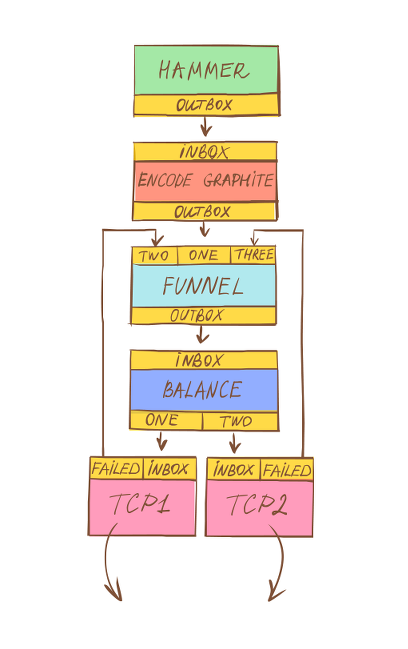 HAMMER
OUTBOX
INBOX
ENCODE GRAPHITE
OUTBOX
TWO ONE THREE
FUNNEL
OUTBOX
INBOX
BALANCE
ONE TWO
FAILED INBOX INBOX FAILED
TCP1 TCP2